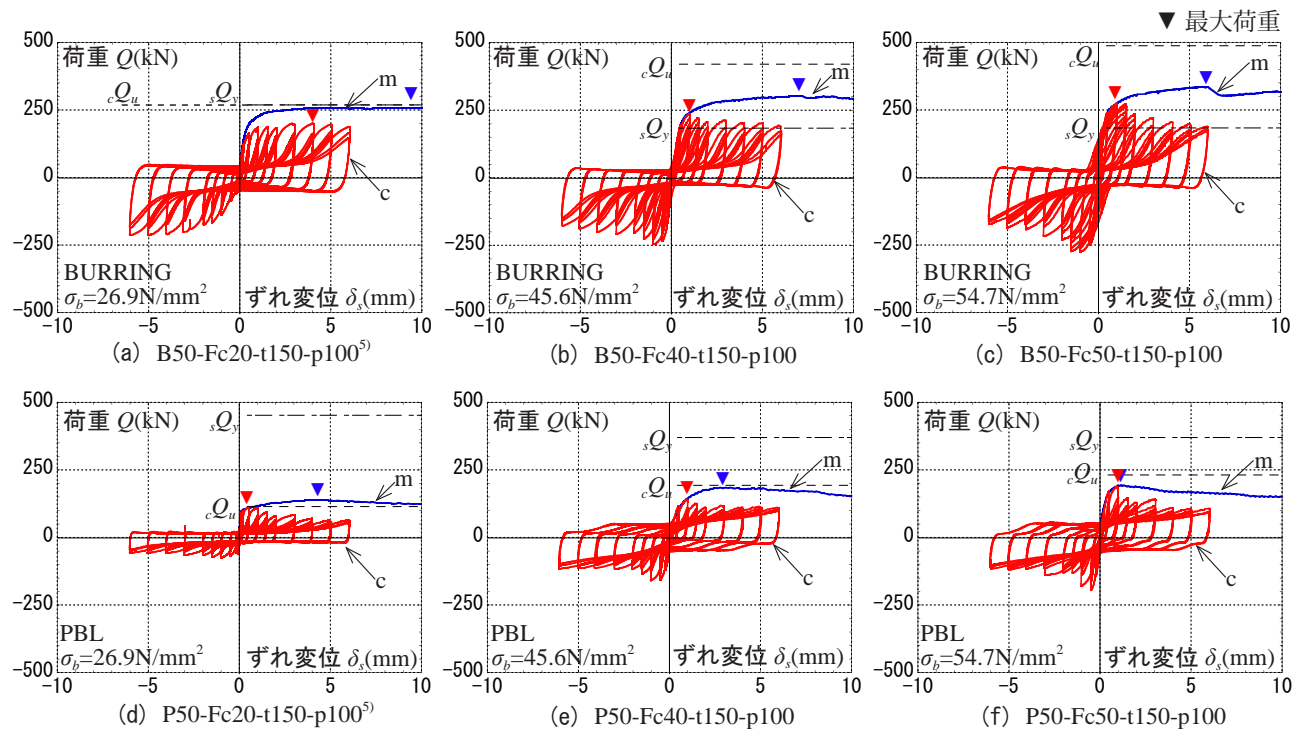 ▼ 最大荷重
500
250
0
−250
−500
荷重 Q(kN)
cQu
sQy
m
c
BURRING
σb=26.9N/mm2
ずれ変位 δs(mm)
−10 −5 0 5 10
(a) B50-Fc20-t150-p1005)
500
250
0
−250
−500
荷重 Q(kN)
cQu
m
sQy
c
BURRING
σb=45.6N/mm2
ずれ変位 δs(mm)
−10 −5 0 5 10
(b) B50-Fc40-t150-p100
500
250
0
−250
−500
荷重 Q(kN)
cQu
m
sQy
c
BURRING
σb=54.7N/mm2
ずれ変位 δs(mm)
−10 −5 0 5 10
(c) B50-Fc50-t150-p100
500
250
0
−250
−500
荷重 Q(kN)
sQy
m
cQu
c
PBL
σb=26.9N/mm2
ずれ変位 δs(mm)
−10 −5 0 5 10
(d) P50-Fc20-t150-p1005)
500
250
0
−250
−500
荷重 Q(kN)
sQy
m
cQu
c
PBL
σb=45.6N/mm2
ずれ変位 δs(mm)
−10 −5 0 5 10
(e) P50-Fc40-t150-p100
500
250
0
−250
−500
荷重 Q(kN)
sQy
cQu
m
c
PBL
σb=54.7N/mm2
ずれ変位 δs(mm)
−10 −5 0 5 10
(f) P50-Fc50-t150-p100